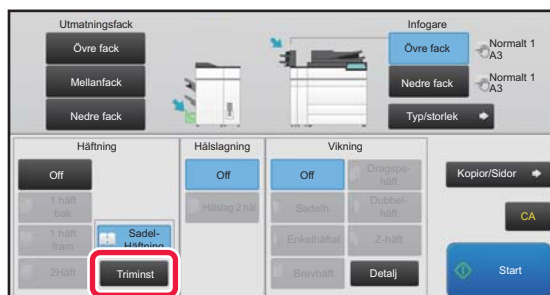 Utmatningsfack
Infogare
Övre fack
Mellanfack
Nedre fack
Övre fack
Normalt 1
A3
Nedre fack
Normalt 1
A3
Typ/storlek
Häftning
Hålslagning
Vikning
Off
1 häft
bak
1 häft
fram
2Häft
Sadel-
Häftning
Triminst
Off
Hålslag 2 hål
Off
Dragsps-
häft
Sadelh.
Dubbel-
häft
Enkelhäftat
Z-häft
Brevhäft
Detalj
Kopior/Sidor
CA
Start